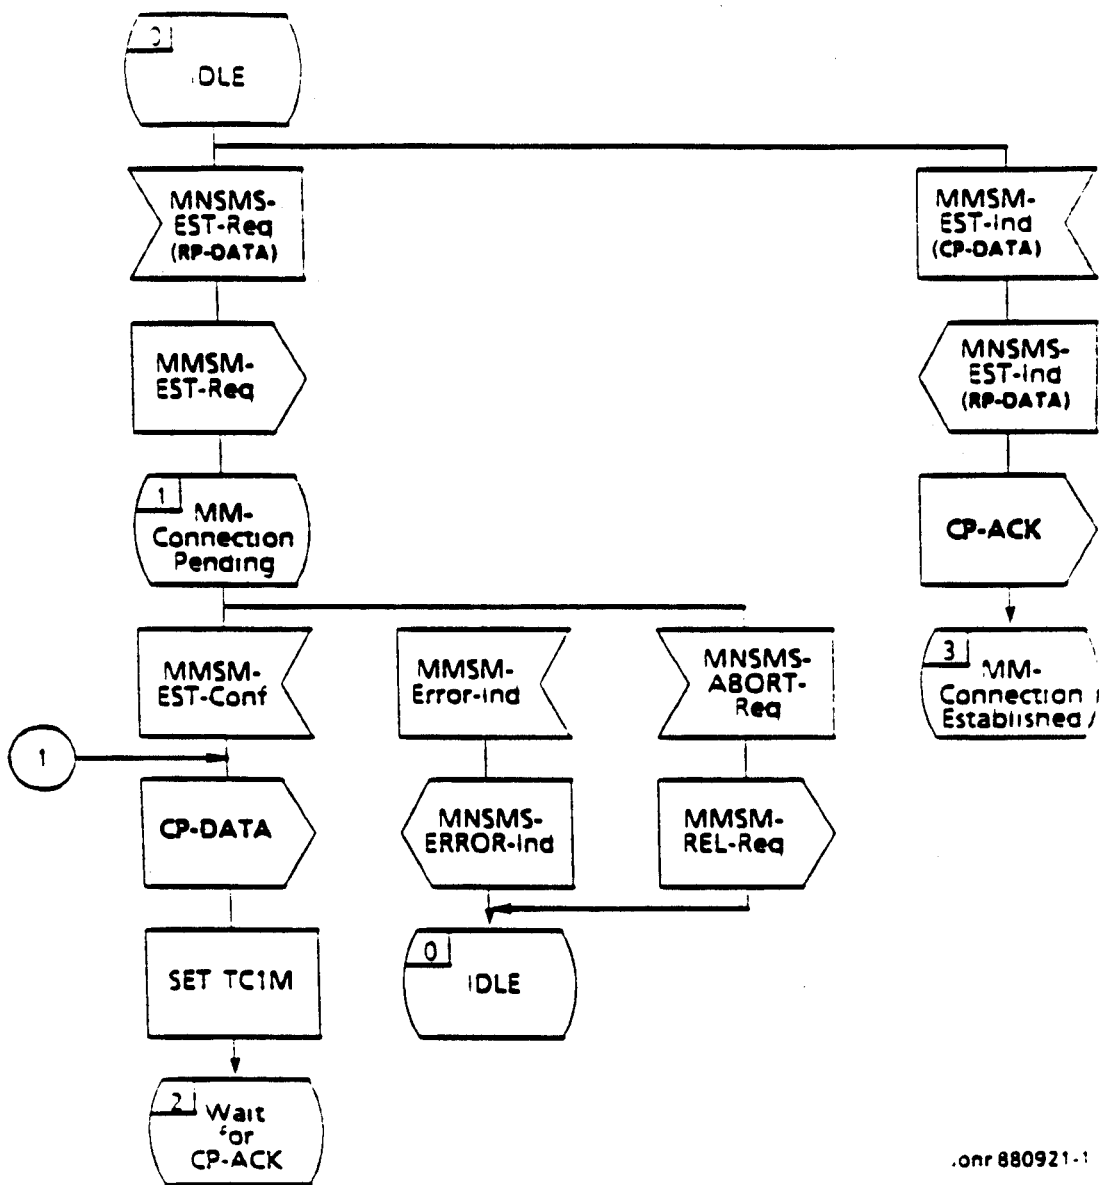 0
IDLE
MNSMS-
EST-Req
(RP-DATA)
MMSM-
EST-Ind
(CP-DATA)
MMSM-
EST-Req
MNSMS-
EST-Ind
(RP-DATA)
1
MM-
Connection
Pending
CP-ACK
MMSM-
EST-Conf
MMSM-
Error-Ind
MNSMS-
ABORT-
Req
3
MM-
Connection
Established
1
CP-DATA
MNSMS-
ERROR-Ind
MMSM-
REL-Req
SET TC1M
0
IDLE
2
Wait
for
CP-ACK
880921-1